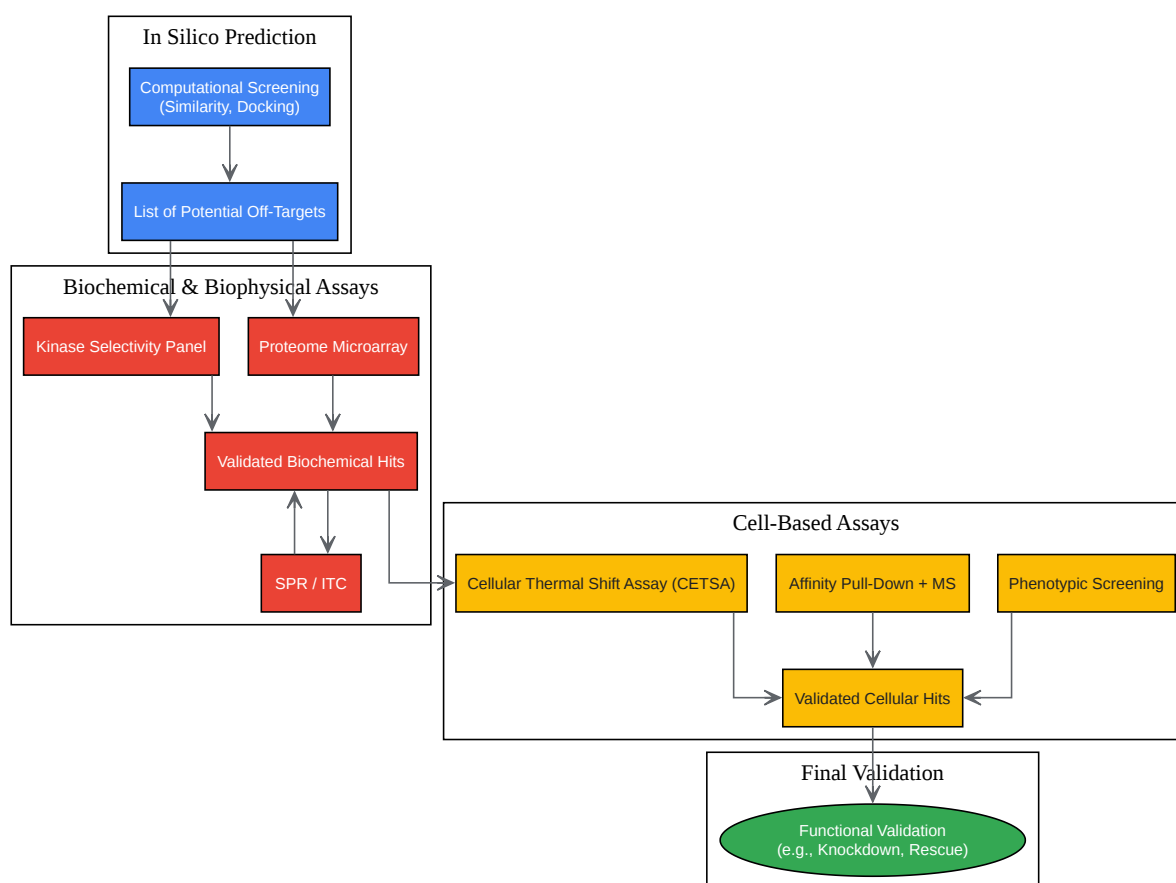 In Silico Prediction
Computational Screening
(Similarity, Docking)
List of Potential Off-Targets
Biochemical & Biophysical Assays
Kinase Selectivity Panel
Proteome Microarray
Validated Biochemical Hits
SPR / ITC
Cell-Based Assays
Cellular Thermal Shift Assay (CETSA)
Affinity Pull-Down + MS
Phenotypic Screening
Validated Cellular Hits
Final Validation
Functional Validation
(e.g., Knockdown, Rescue)